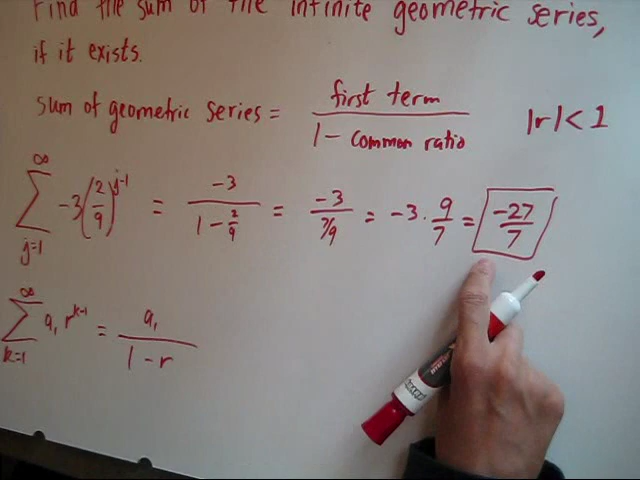 Find the sum of the infinite geometric series,
if it exists.
sum of geometric series = first term / 1 - common ratio |r| < 1
∞ ∑ j=1 -3(2/9)^j-1 = -3 / 1 - 2/9 = -3 / 7/9 = -3 · 9/7 = -27/7
∞ ∑ k=1 a₁ r^k-1 = a₁ / 1 - r
EXPO